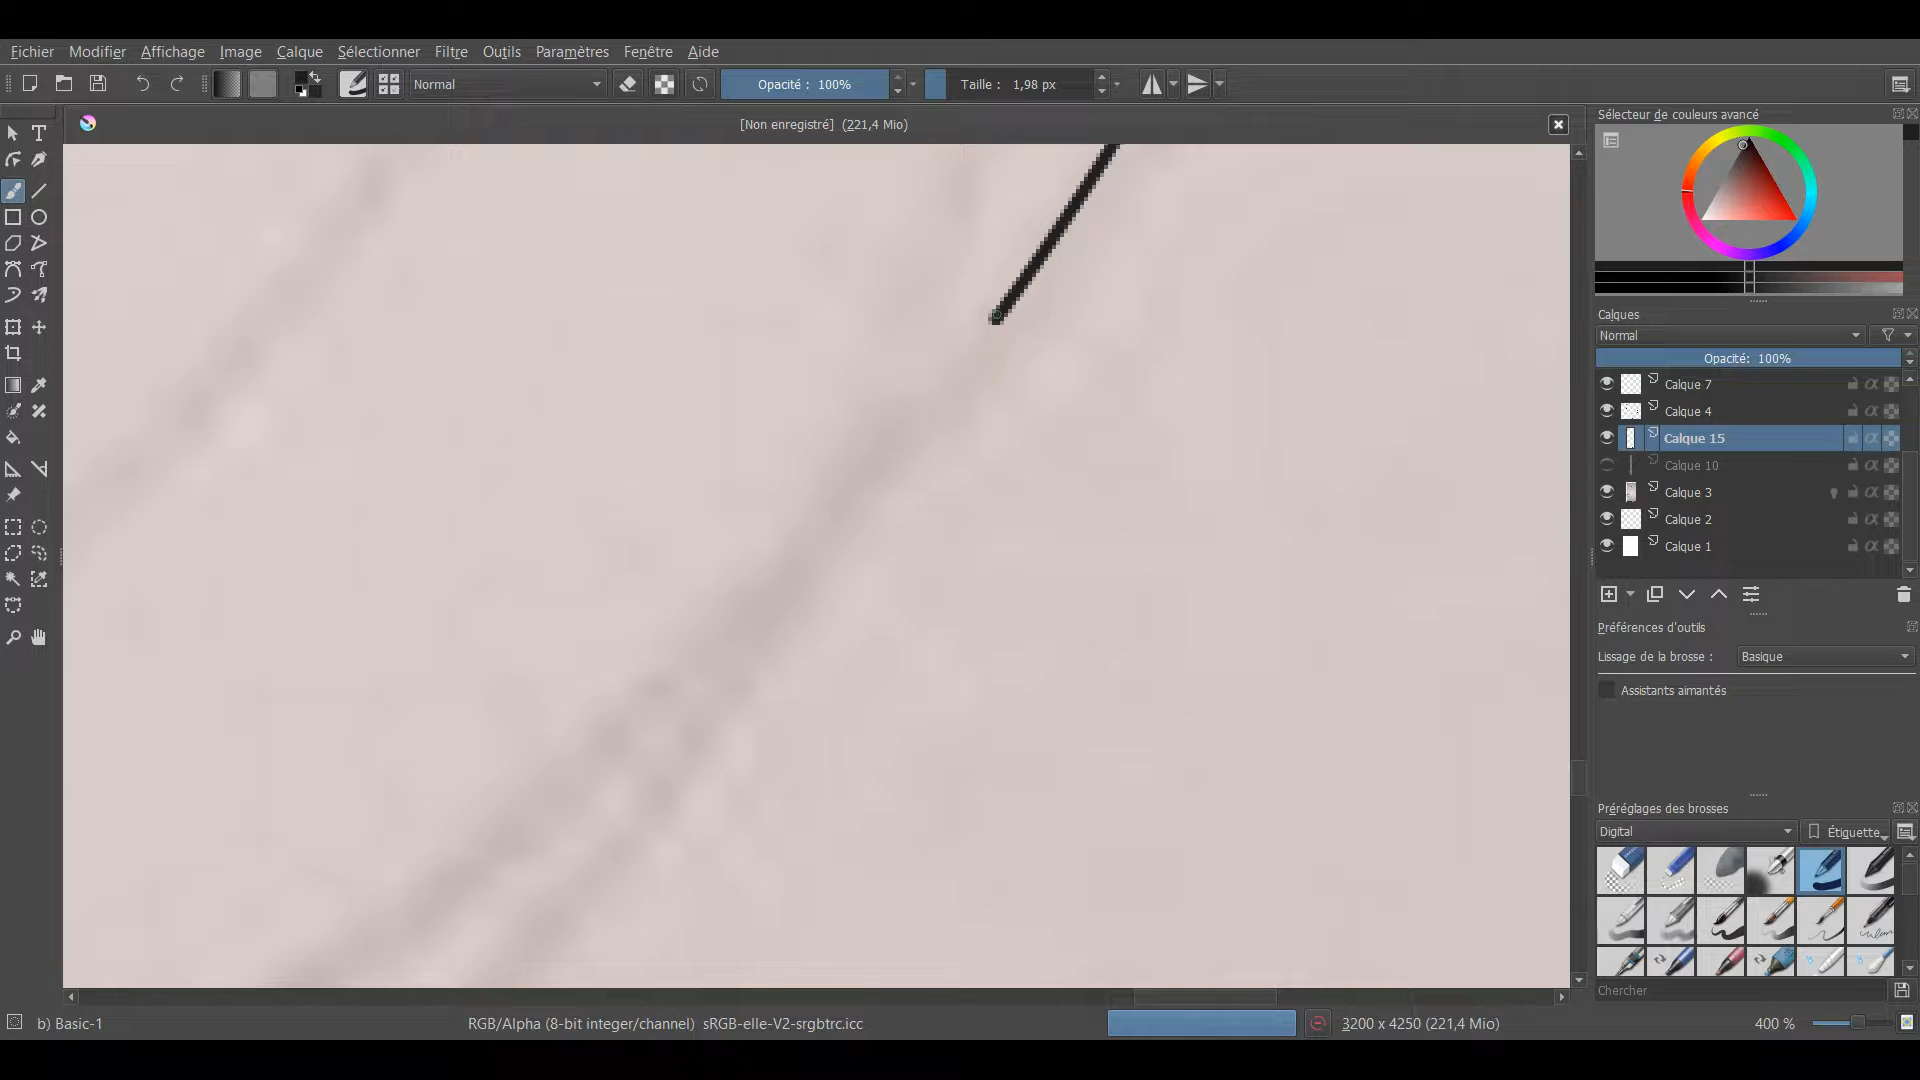 Fichier Modifier Affichage Image Calque Sélectionner Filtre Outils Paramètres Fenêtre Aide
Normal Opacité : 100% Taille : 1,98 px
[Non enregistré] (221,4 Mio)
Sélecteur de couleurs avancé
Calques
Normal
Opacité: 100%
Calque 7
Calque 4
Calque 15
Calque 10
Calque 3
Calque 2
Calque 1
Préférences d'outils
Lissage de la brosse : Basique
Assistants aimantés
Préréglages des brosses
Digital Étiquette
Chercher
b) Basic-1 RGB/Alpha (8-bit integer/channel) sRGB-elle-V2-srgbtrc.icc 3200 x 4250 (221,4 Mio) 400 %